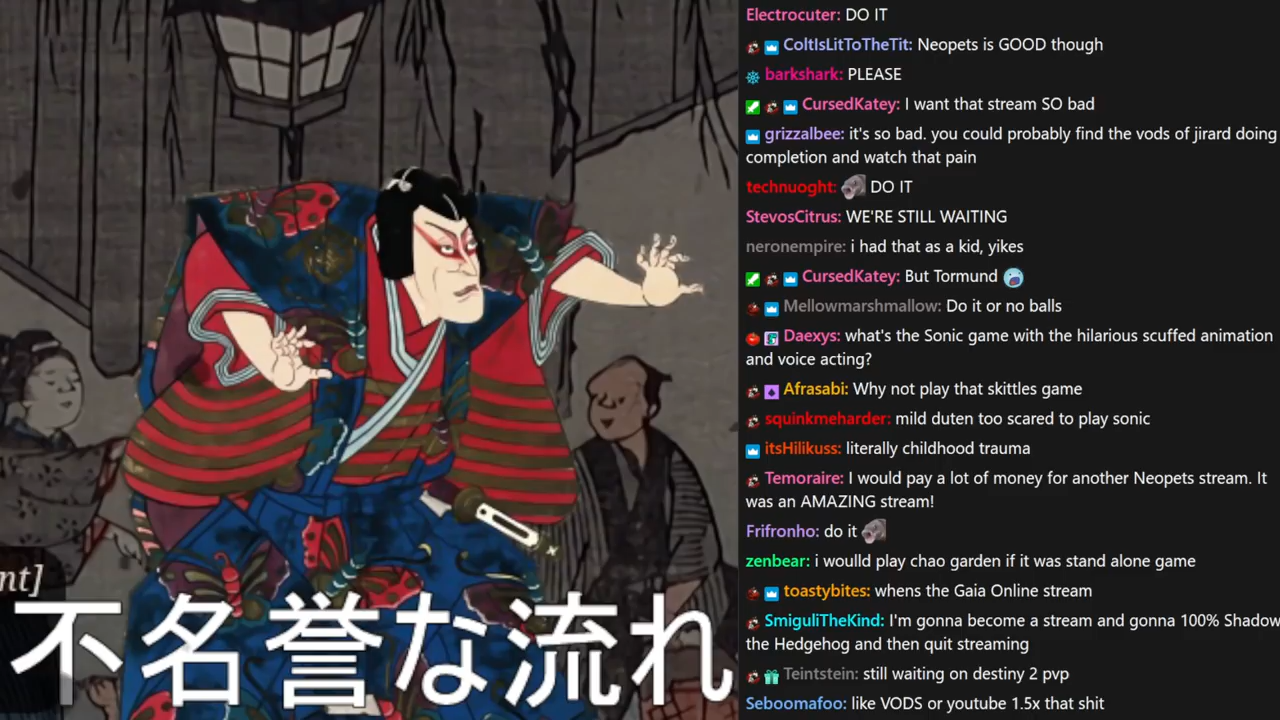 nt]
不名誉な流れ
Electrocuter: DO IT
ColtIsLitToTheTit: Neopets is GOOD though
barkshark: PLEASE
CursedKatey: I want that stream SO bad
grizzalbee: it's so bad. you could probably find the vods of jirard doing
completion and watch that pain
technuoght: DO IT
StevosCitrus: WE'RE STILL WAITING
neronempire: i had that as a kid, yikes
CursedKatey: But Tormund
Mellowmarshmallow: Do it or no balls
Daexys: what's the Sonic game with the hilarious scuffed animation
and voice acting?
Afrasabi: Why not play that skittles game
squinkmeharder: mild duten too scared to play sonic
itsHilikuss: literally childhood trauma
Temoraire: I would pay a lot of money for another Neopets stream. It
was an AMAZING stream!
Frifronho: do it
zenbear: i woulld play chao garden if it was stand alone game
toastybites: whens the Gaia Online stream
SmiguliTheKind: I'm gonna become a stream and gonna 100% Shadow
the Hedgehog and then quit streaming
Teintstein: still waiting on destiny 2 pvp
Seboomafoo: like VODS or youtube 1.5x that shit